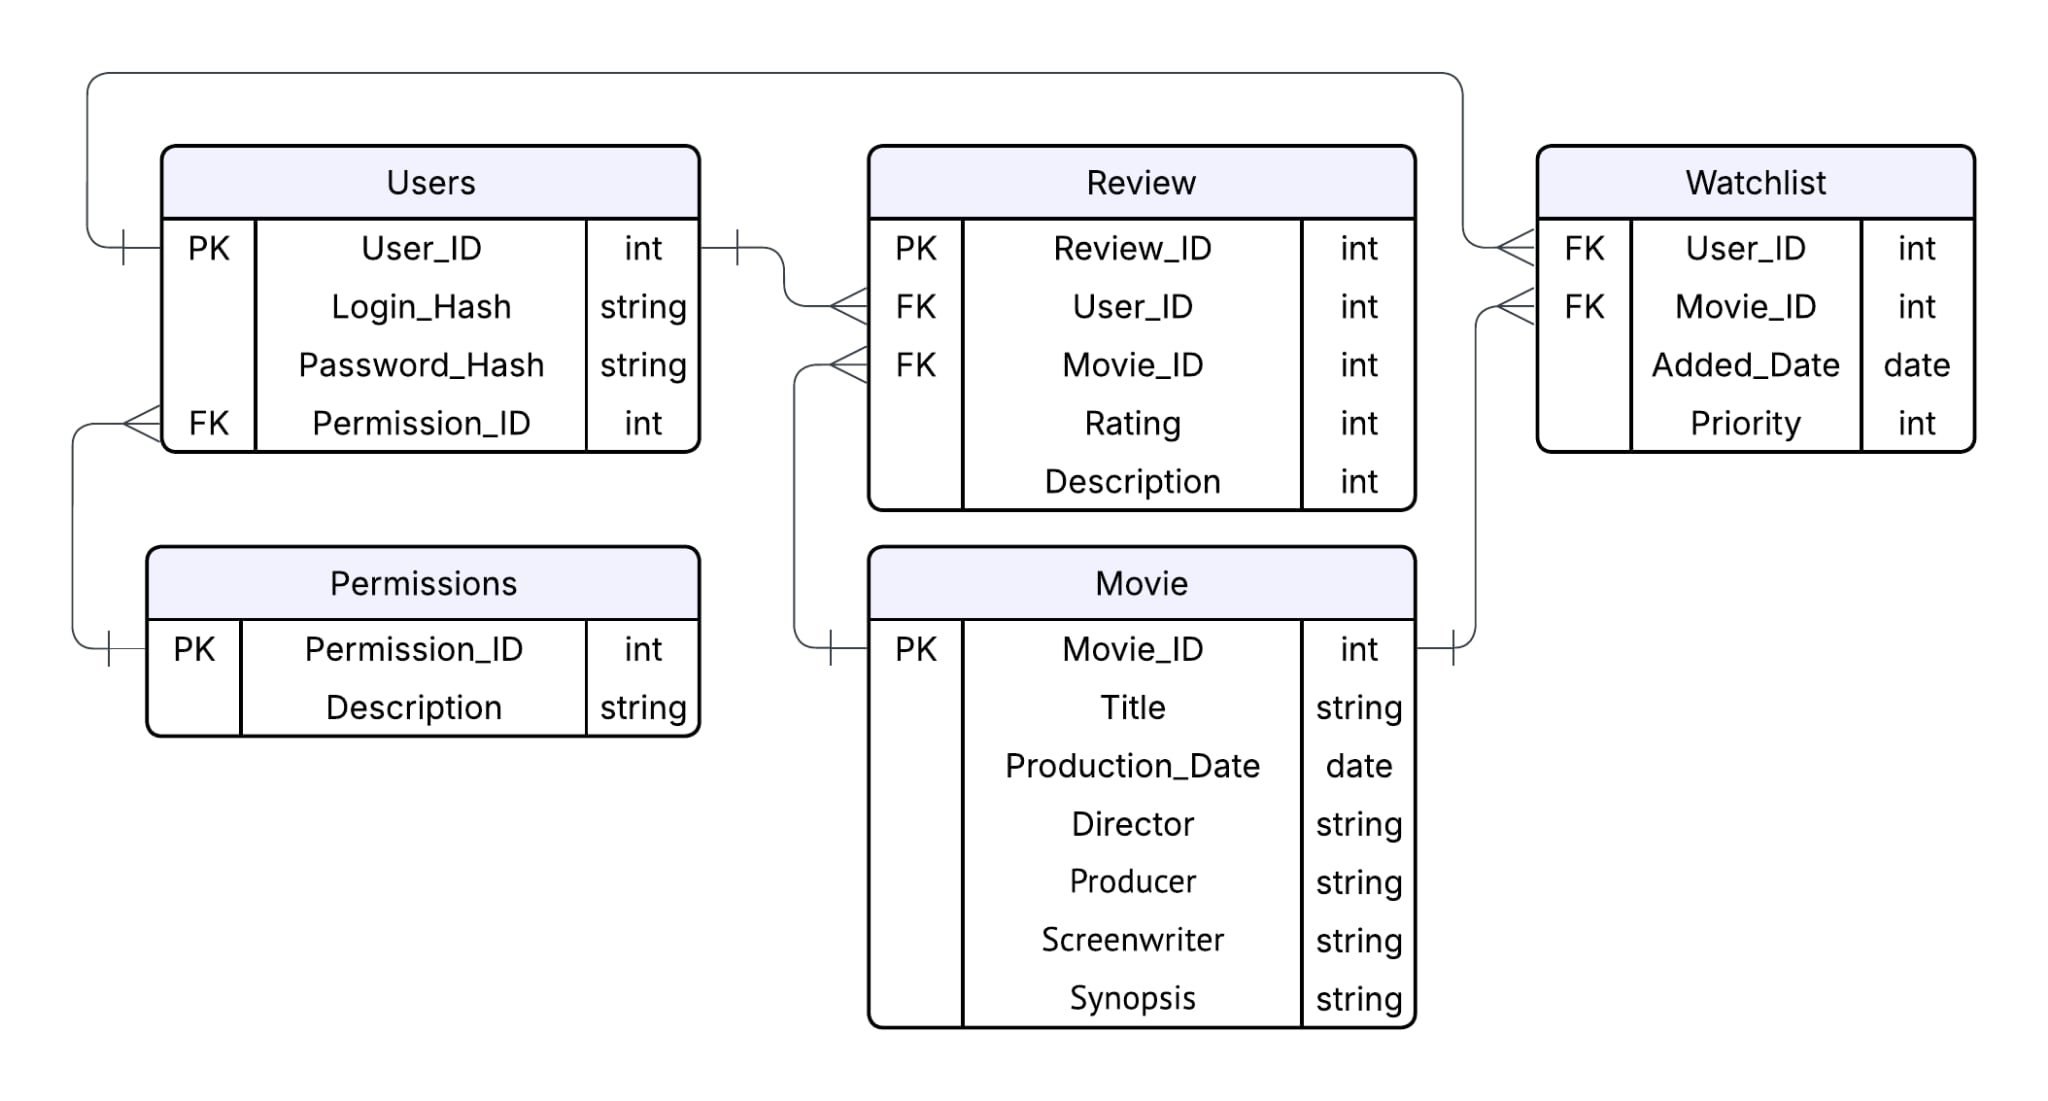 Users
PK User_ID int
Login_Hash string
Password_Hash string
FK Permission_ID int
Review
PK Review_ID int
FK User_ID int
FK Movie_ID int
Rating int
Description int
Watchlist
FK User_ID int
FK Movie_ID int
Added_Date date
Priority int
Permissions
PK Permission_ID int
Description string
Movie
PK Movie_ID int
Title string
Production_Date date
Director string
Producer string
Screenwriter string
Synopsis string